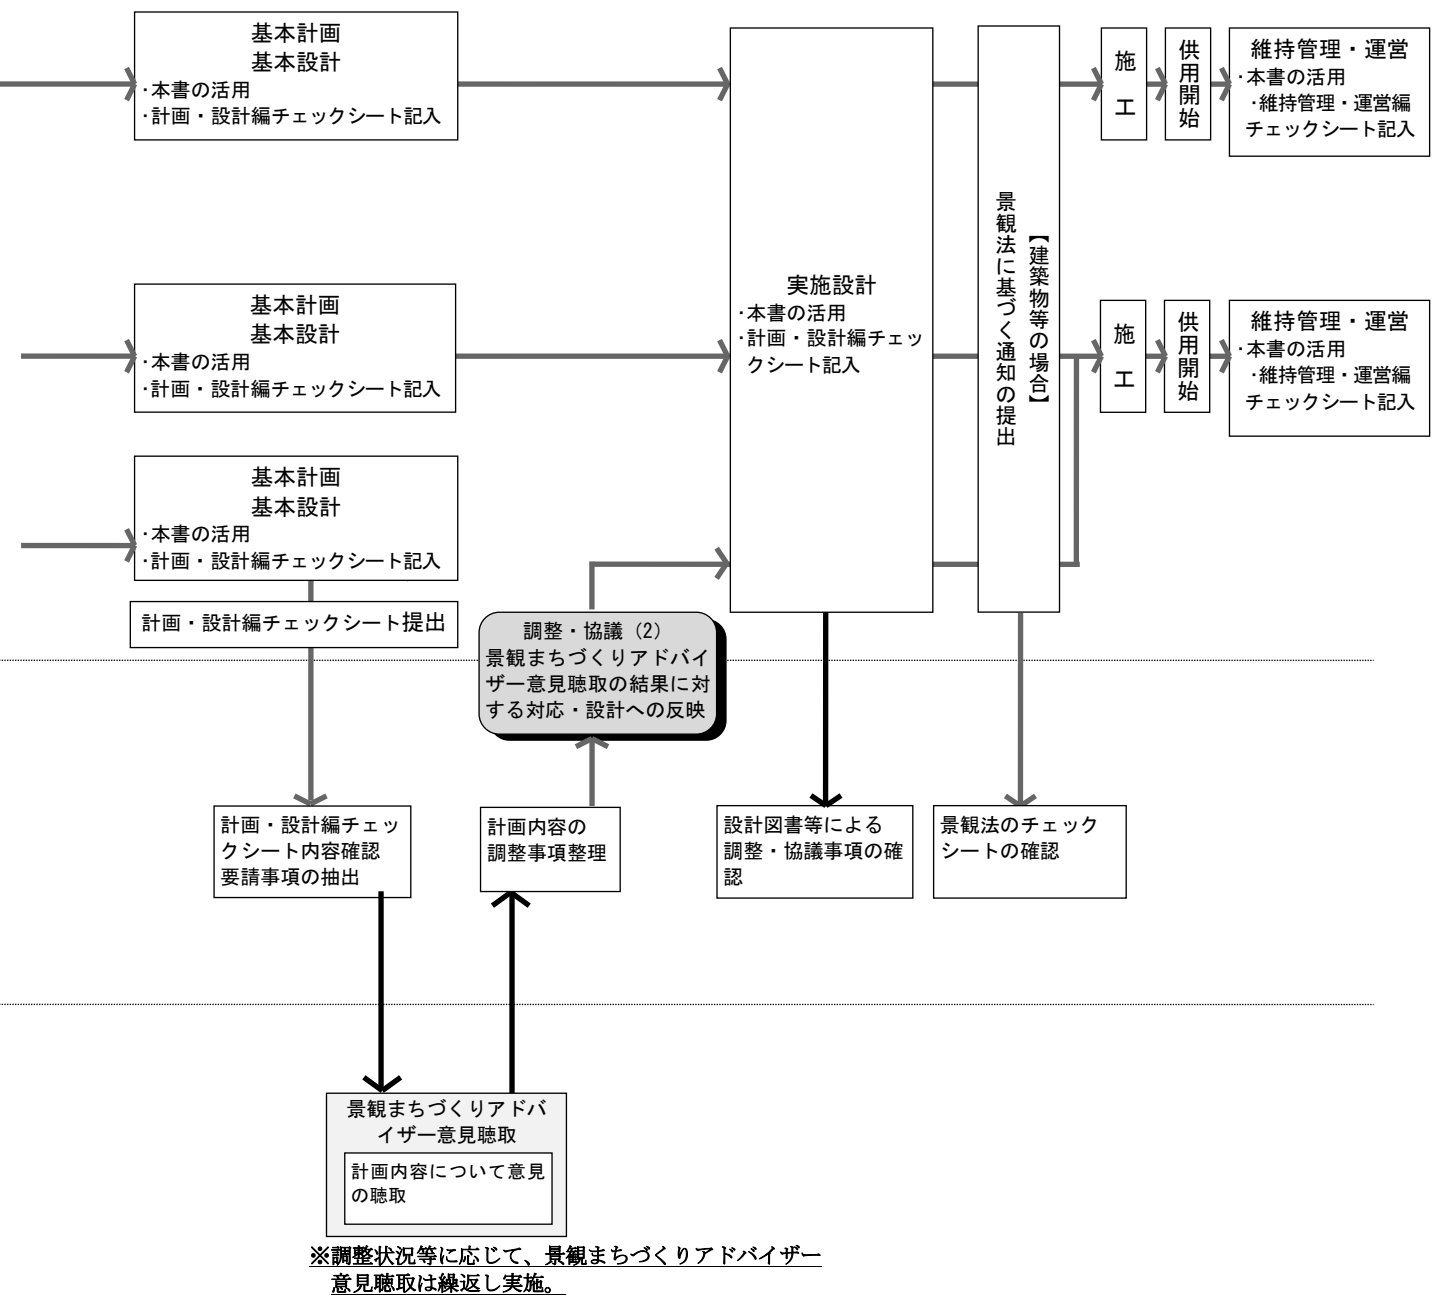 基本計画
基本設計
･本書の活用
･計画・設計編チェックシート記入
施
工
供用開始
維持管理・運営
･本書の活用
･維持管理・運営編
チェックシート記入
基本計画
基本設計
･本書の活用
･計画・設計編チェックシート記入
実施設計
･本書の活用
･計画・設計編チェッ
クシート記入
【建築物等の場合】
景観法に基づく通知の提出
施
工
供用開始
維持管理・運営
･本書の活用
･維持管理・運営編
チェックシート記入
基本計画
基本設計
･本書の活用
･計画・設計編チェックシート記入
計画・設計編チェックシート提出
調整・協議（2）
景観まちづくりアドバイ
ザー意見聴取の結果に対
する対応・設計への反映
計画・設計編チェッ
クシート内容確認
要請事項の抽出
計画内容の
調整事項整理
設計図書等による
調整・協議事項の確
認
景観法のチェック
シートの確認
景観まちづくりアドバ
イザー意見聴取
計画内容について意見
の聴取
※調整状況等に応じて、景観まちづくりアドバイザー
意見聴取は繰返し実施。